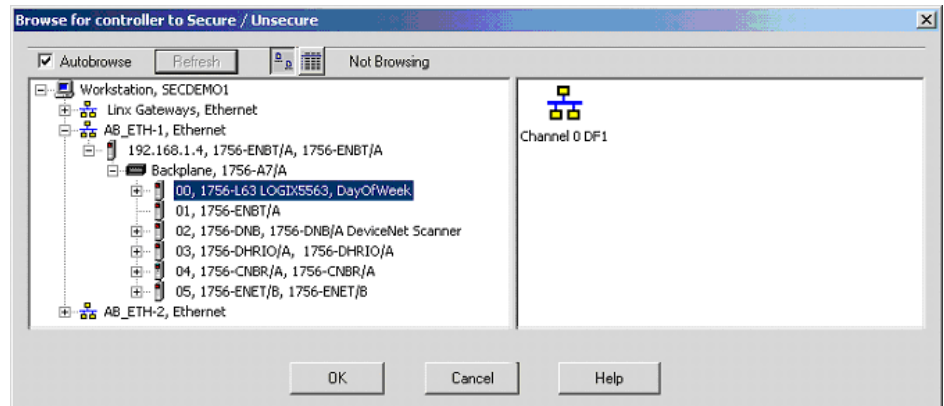 Browse for controller to Secure / Unsecure
Autobrowse Refresh Not Browsing
Workstation, SECDEMO1
Linx Gateways, Ethernet
AB_ETH-1, Ethernet
192.168.1.4, 1756-ENBT/A, 1756-ENBT/A
Backplane, 1756-A7/A
00, 1756-L63 LOGIX5563, DayOfWeek
01, 1756-ENBT/A
02, 1756-DNB, 1756-DNB/A DeviceNet Scanner
03, 1756-DHRIO/A, 1756-DHRIO/A
04, 1756-CNBR/A, 1756-CNBR/A
05, 1756-ENET/B, 1756-ENET/B
AB_ETH-2, Ethernet
Channel 0 DF1
OK Cancel Help